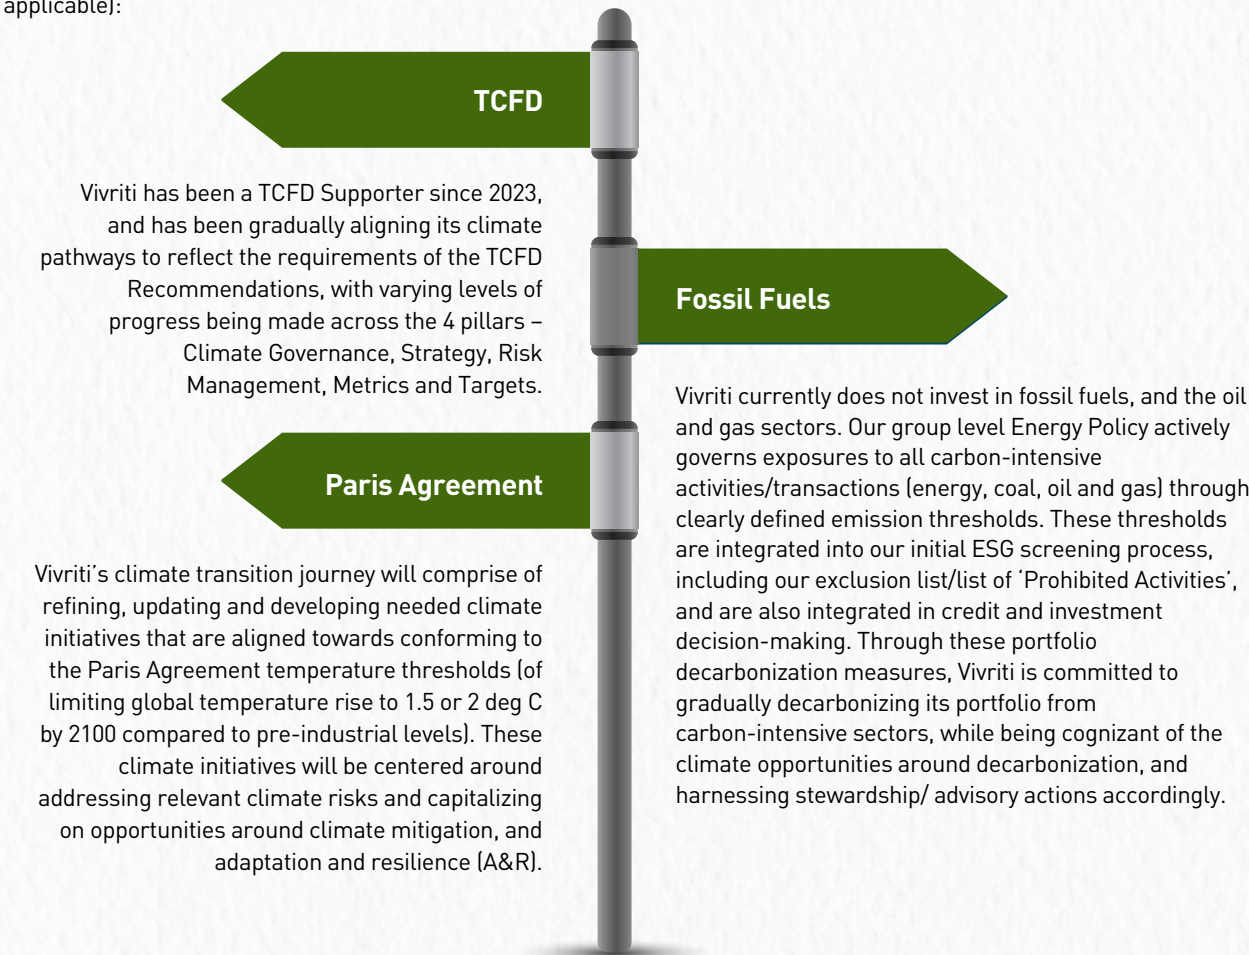 applicable):
TCFD
Vivriti has been a TCFD Supporter since 2023,
and has been gradually aligning its climate
pathways to reflect the requirements of the TCFD
Recommendations, with varying levels of
progress being made across the 4 pillars –
Climate Governance, Strategy, Risk
Management, Metrics and Targets.
Fossil Fuels
Vivriti currently does not invest in fossil fuels, and the oil
and gas sectors. Our group level Energy Policy actively
governs exposures to all carbon-intensive
activities/transactions (energy, coal, oil and gas) through
clearly defined emission thresholds. These thresholds
are integrated into our initial ESG screening process,
including our exclusion list/list of ‘Prohibited Activities’,
and are also integrated in credit and investment
decision-making. Through these portfolio
decarbonization measures, Vivriti is committed to
gradually decarbonizing its portfolio from
carbon-intensive sectors, while being cognizant of the
climate opportunities around decarbonization, and
harnessing stewardship/ advisory actions accordingly.
Paris Agreement
Vivriti’s climate transition journey will comprise of
refining, updating and developing needed climate
initiatives that are aligned towards conforming to
the Paris Agreement temperature thresholds (of
limiting global temperature rise to 1.5 or 2 deg C
by 2100 compared to pre-industrial levels). These
climate initiatives will be centered around
addressing relevant climate risks and capitalizing
on opportunities around climate mitigation, and
adaptation and resilience (A&R).